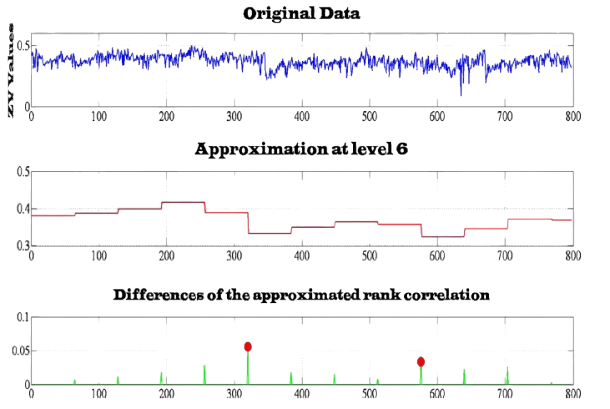 Original Data
ZV Values
0.5
0
0 100 200 300 400 500 600 700 800
Approximation at level 6
0.5
0.4
0.3
0 100 200 300 400 500 600 700 800
Differences of the approximated rank correlation
0.1
0.05
0
0 100 200 300 400 500 600 700 800